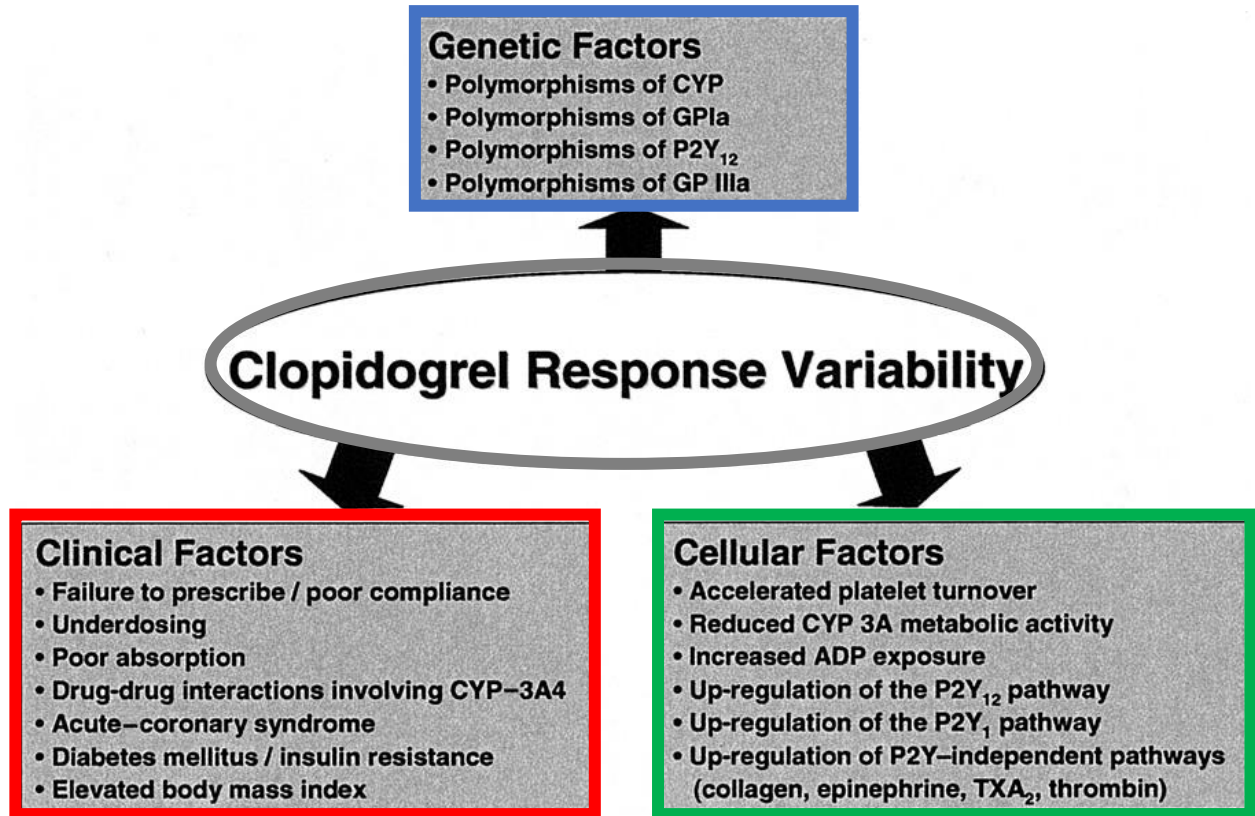 Genetic Factors
• Polymorphisms of CYP
• Polymorphisms of GPIa
• Polymorphisms of P2Y₁₂
• Polymorphisms of GP IIIa
Clopidogrel Response Variability
Clinical Factors
• Failure to prescribe / poor compliance
• Underdosing
• Poor absorption
• Drug-drug interactions involving CYP–3A4
• Acute–coronary syndrome
• Diabetes mellitus / insulin resistance
• Elevated body mass index
Cellular Factors
• Accelerated platelet turnover
• Reduced CYP 3A metabolic activity
• Increased ADP exposure
• Up-regulation of the P2Y₁₂ pathway
• Up-regulation of the P2Y₁ pathway
• Up-regulation of P2Y–independent pathways
(collagen, epinephrine, TXA₂, thrombin)